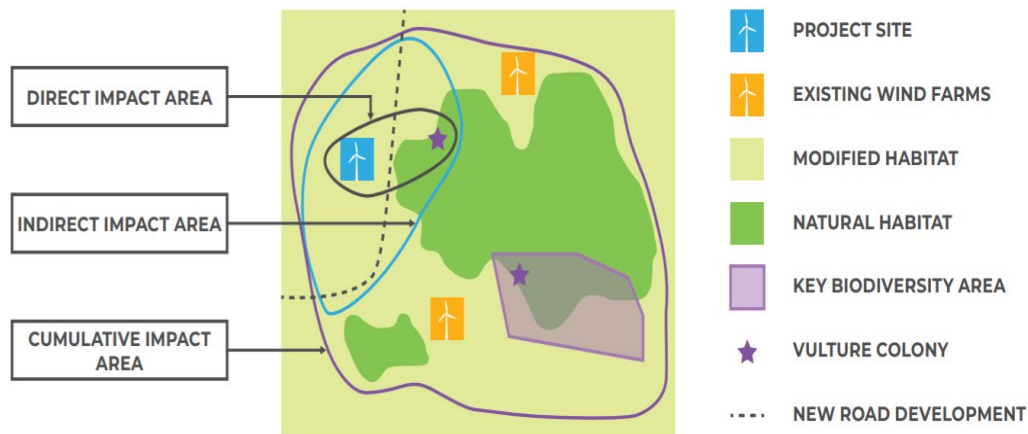 DIRECT IMPACT AREA
INDIRECT IMPACT AREA
CUMULATIVE IMPACT
AREA
PROJECT SITE
EXISTING WIND FARMS
MODIFIED HABITAT
NATURAL HABITAT
KEY BIODIVERSITY AREA
VULTURE COLONY
NEW ROAD DEVELOPMENT